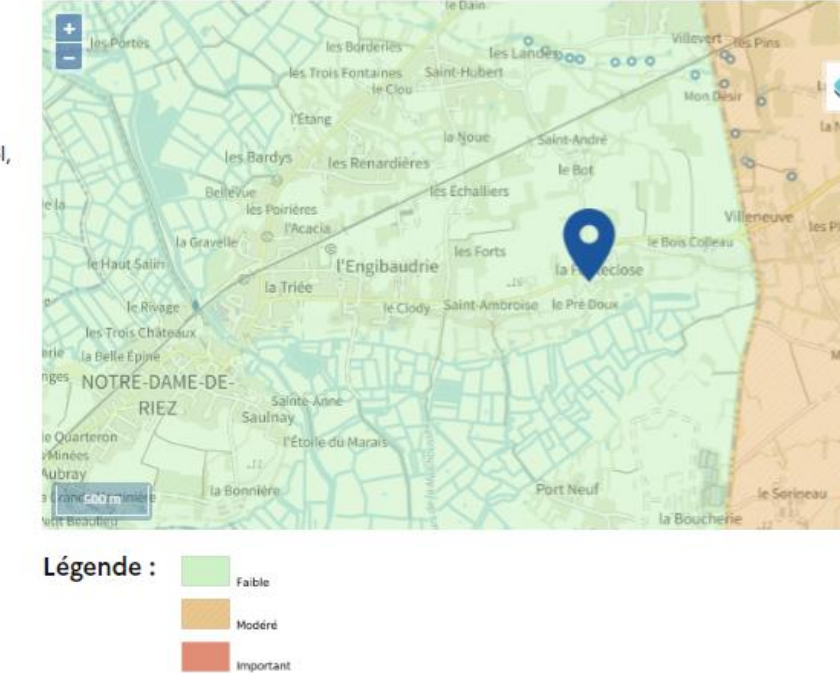 le Dain
les Portes
les Borderies
les Landes
Villevert
les Pins
les Trois Fontaines
Saint-Hubert
le Clou
Mon Désir
l'Étang
la Noue
Saint-André
les Bardys
les Renardières
le Bot
Bellevue
les Échalliers
les Poirières
l'Acacia
Villeneuve
la Gravelle
les Forts
le Bois Colleau
le Haut Salin
l'Engibaudrie
la Triée
le Rivage
le Clody
Saint-Ambroise
le Pré Doux
les Trois Châteaux
la Belle Épine
NOTRE-DAME-DE-
RIEZ
Sainte-Anne
Saulnay
le Quarteron
l'Étoile du Marais
Minées
Aubray
la Bonnière
Port Neuf
le Sorineau
500 m
Petit Beaulieu
la Boucherie
Légende :
Faible
Modéré
Important